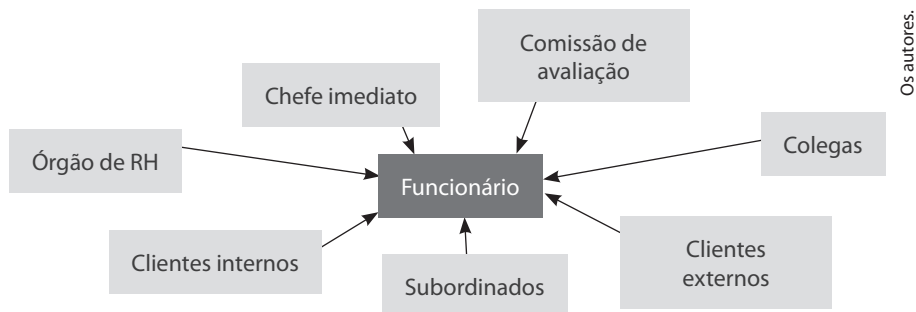 Comissão de
avaliação
Os autores.
Chefe imediato
Colegas
Órgão de RH
Funcionário
Clientes internos
Clientes
externos
Subordinados